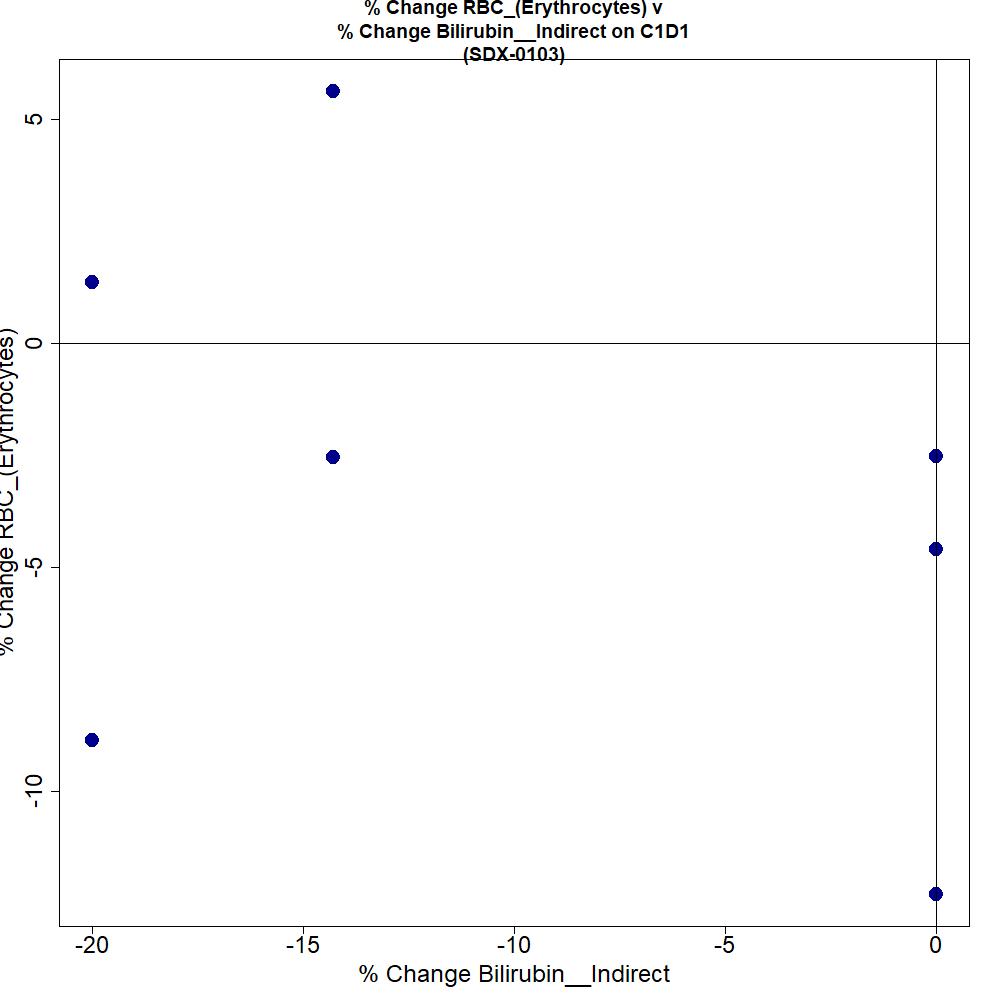 % Change RBC_(Erythrocytes) v
% Change Bilirubin__Indirect on C1D1
(SDX-0103)
5
0
-5
-10
% Change RBC_(Erythrocytes)
-20
-15
-10
-5
0
% Change Bilirubin__Indirect